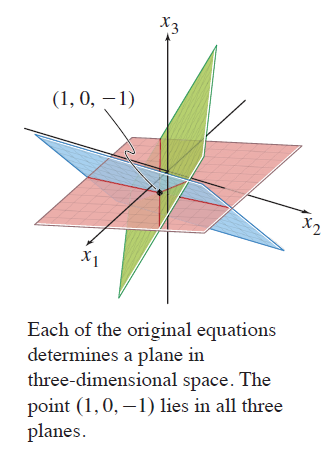 x3
(1, 0, −1)
x2
x1
Each of the original equations
determines a plane in
three-dimensional space. The
point (1, 0, −1) lies in all three
planes.